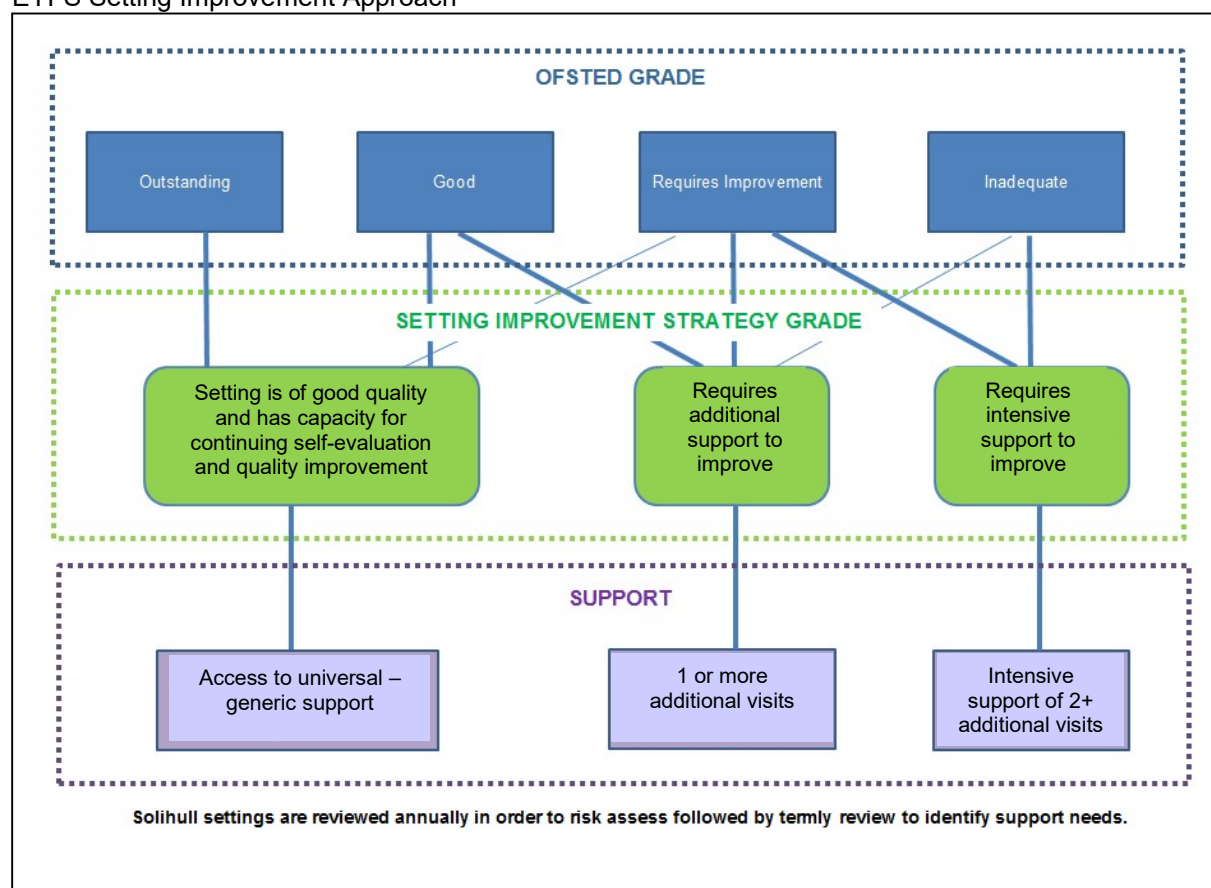 EYFS Setting Improvement Approach
OFSTED GRADE
Outstanding
Good
Requires Improvement
Inadequate
SETTING IMPROVEMENT STRATEGY GRADE
Setting is of good quality
and has capacity for
continuing self-evaluation
and quality improvement
Requires
additional
support to
improve
Requires
intensive
support to
improve
SUPPORT
Access to universal –
generic support
1 or more
additional visits
Intensive
support of 2+
additional visits
Solihull settings are reviewed annually in order to risk assess followed by termly review to identify support needs.